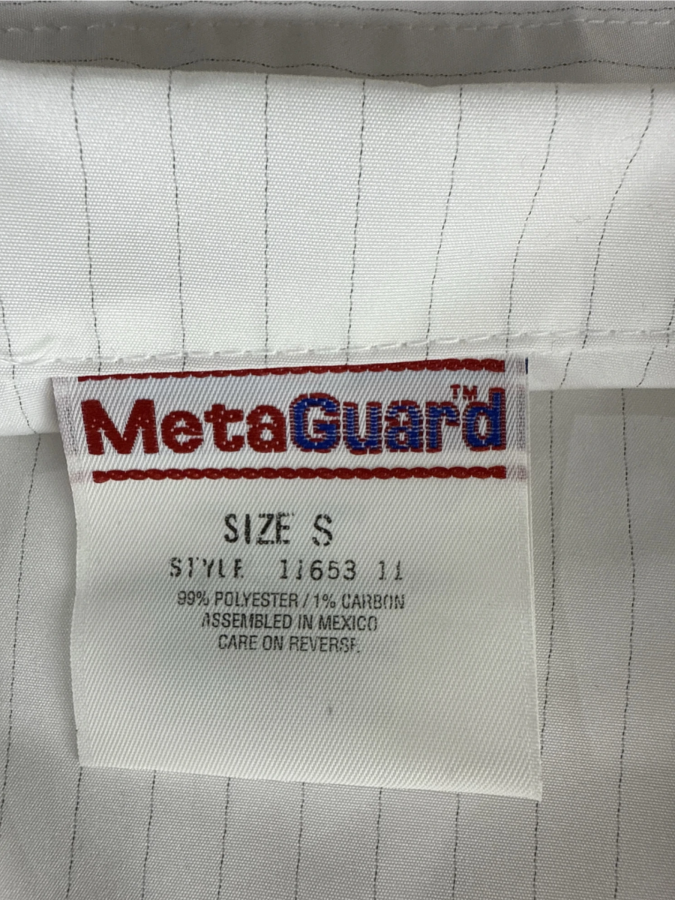 MetaGuard™
SIZE S
STYLE 11653 11
99% POLYESTER / 1% CARBON
ASSEMBLED IN MEXICO
CARE ON REVERSE.